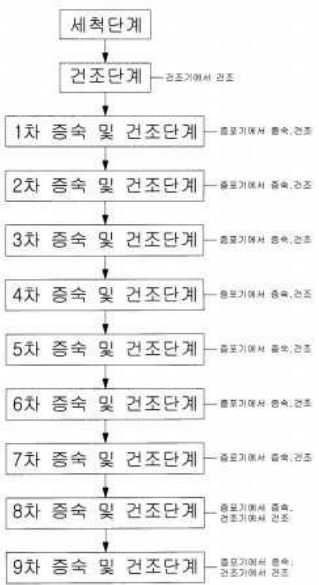 세척단계
건조단계
건조기에서 건조
1차 증숙 및 건조단계
증포기에서 증숙,건조
2차 증숙 및 건조단계
증포기에서 증숙,건조
3차 증숙 및 건조단계
증포기에서 증숙,건조
4차 증숙 및 건조단계
증포기에서 증숙,건조
5차 증숙 및 건조단계
증포기에서 증숙,건조
6차 증숙 및 건조단계
증포기에서 증숙,건조
7차 증숙 및 건조단계
증포기에서 증숙,건조
8차 증숙 및 건조단계
증포기에서 증숙,
건조기에서 건조
9차 증숙 및 건조단계
증포기에서 증숙,
건조기에서 건조